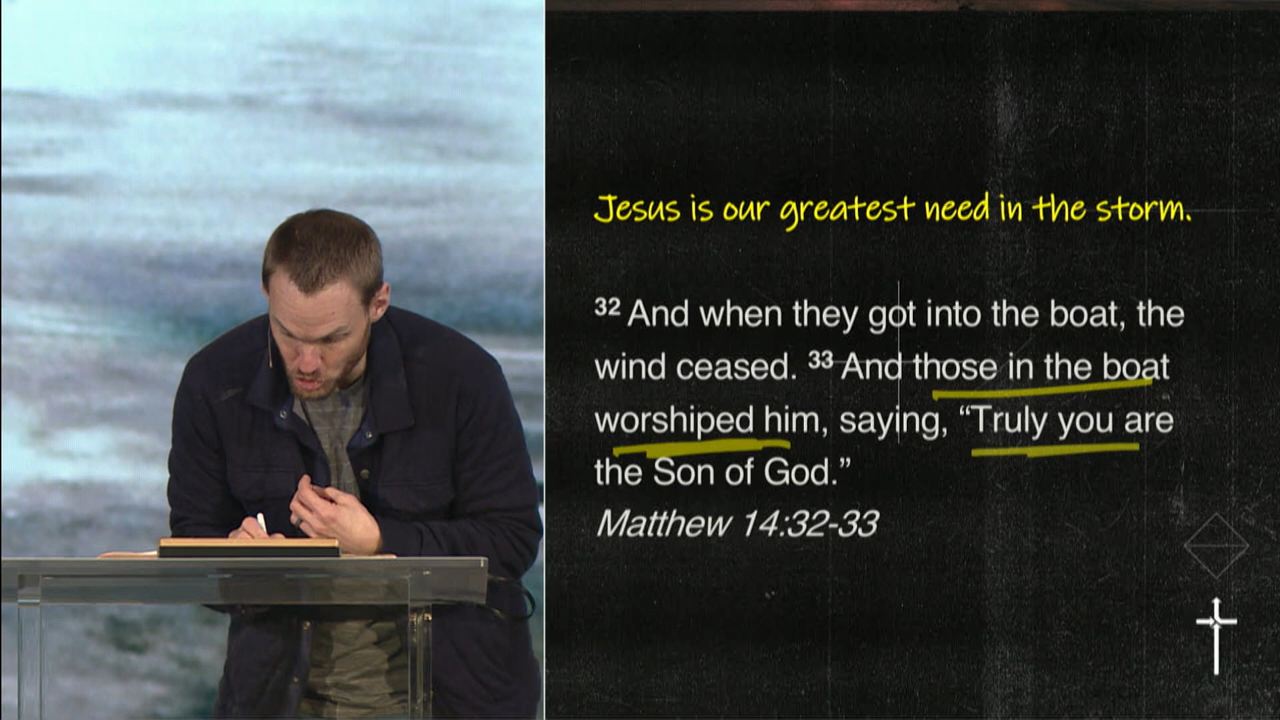 Jesus is our greatest need in the storm.
32 And when they got into the boat, the
wind ceased. 33 And those in the boat
worshiped him, saying, “Truly you are
the Son of God.”
Matthew 14:32-33